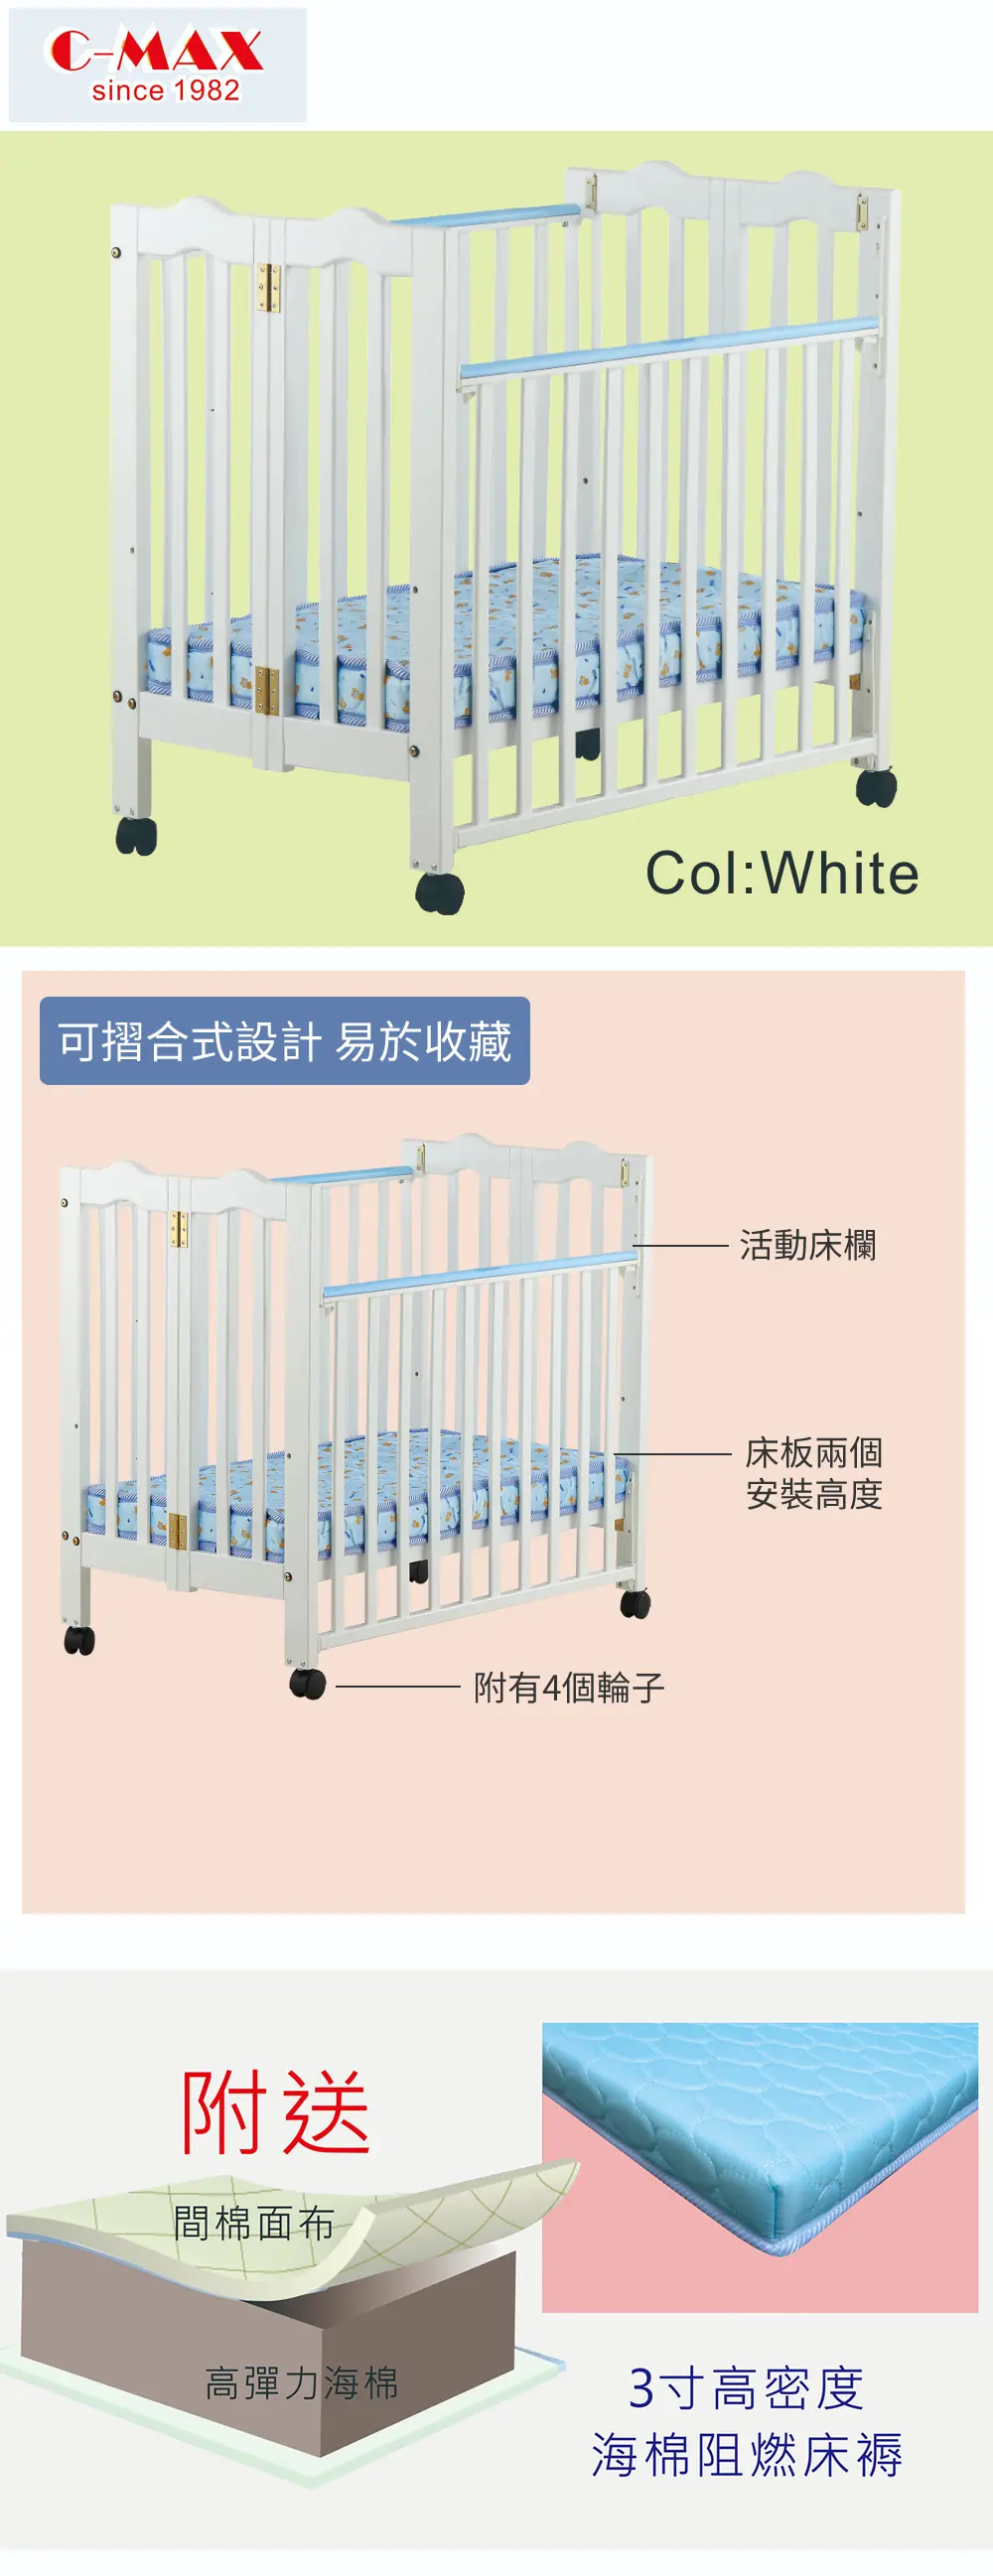 C-MAX
since 1982
Col:White
可摺合式設計 易於收藏
活動床欄
床板兩個
安裝高度
附有4個輪子
附送
間棉面布
高彈力海棉
3寸高密度
海棉阻燃床褥